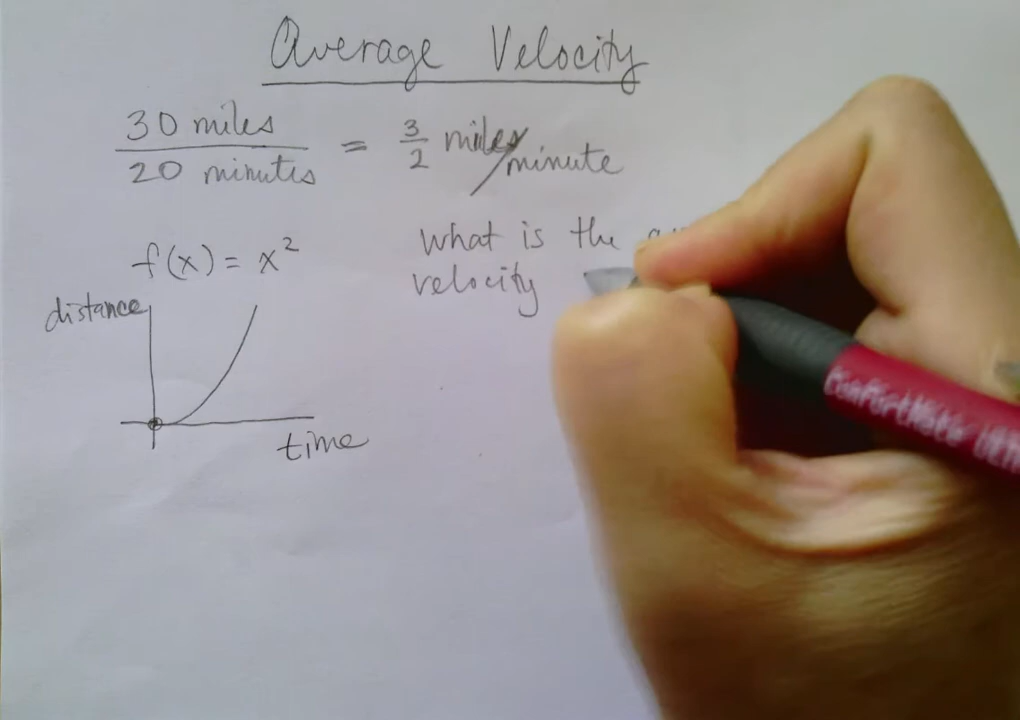 Average Velocity
30 miles
20 minutes
= 3/2 miles/minute
what is the
velocity
f(x) = x²
distance
time